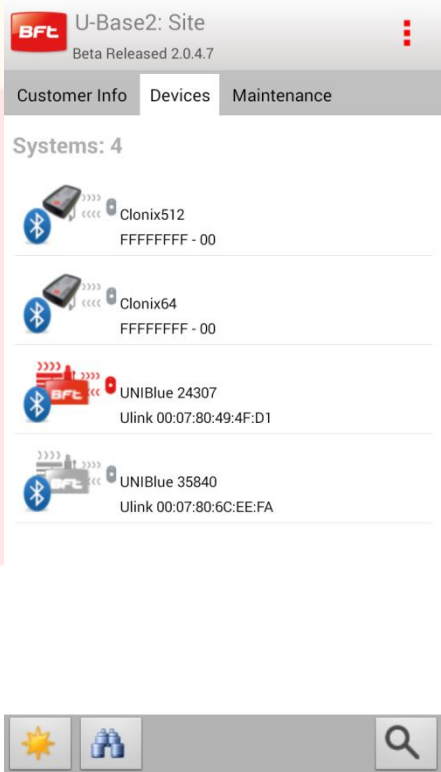 BFt U-Base2: Site
Beta Released 2.0.4.7
Customer Info Devices Maintenance
Systems: 4
Clonix512
FFFFFFFF - 00
Clonix64
FFFFFFFF - 00
BFt UNIBlue 24307
Ulink 00:07:80:49:4F:D1
BFt UNIBlue 35840
Ulink 00:07:80:6C:EE:FA